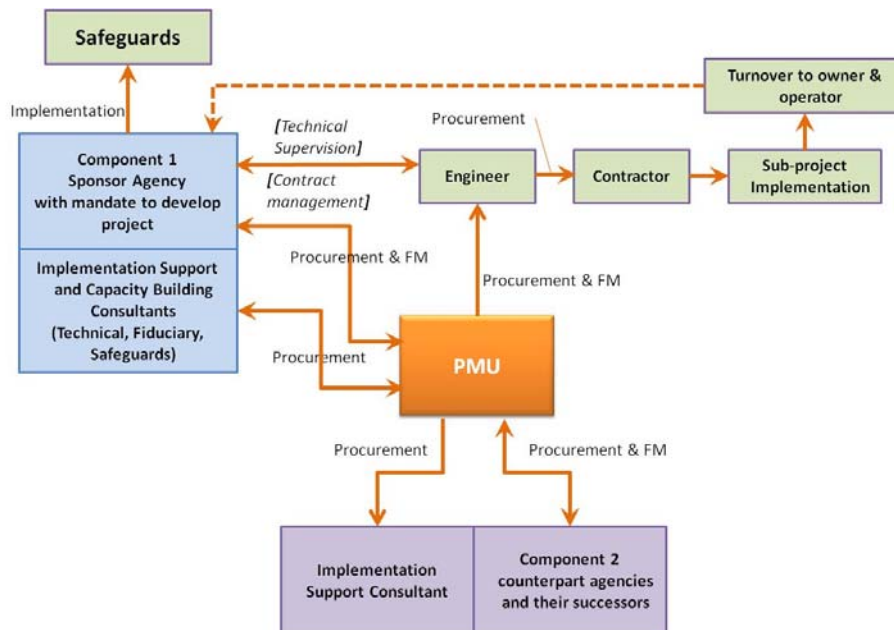 Safeguards
Implementation
Turnover to owner &
operator
Procurement
[Technical
Supervision]
[Contract
management]
Component 1
Sponsor Agency
with mandate to develop
project
Engineer
Contractor
Sub-project
Implementation
Procurement & FM
Procurement & FM
Implementation Support
and Capacity Building
Consultants
(Technical, Fiduciary,
Safeguards)
Procurement
PMU
Procurement
Procurement & FM
Implementation
Support Consultant
Component 2
counterpart agencies
and their successors